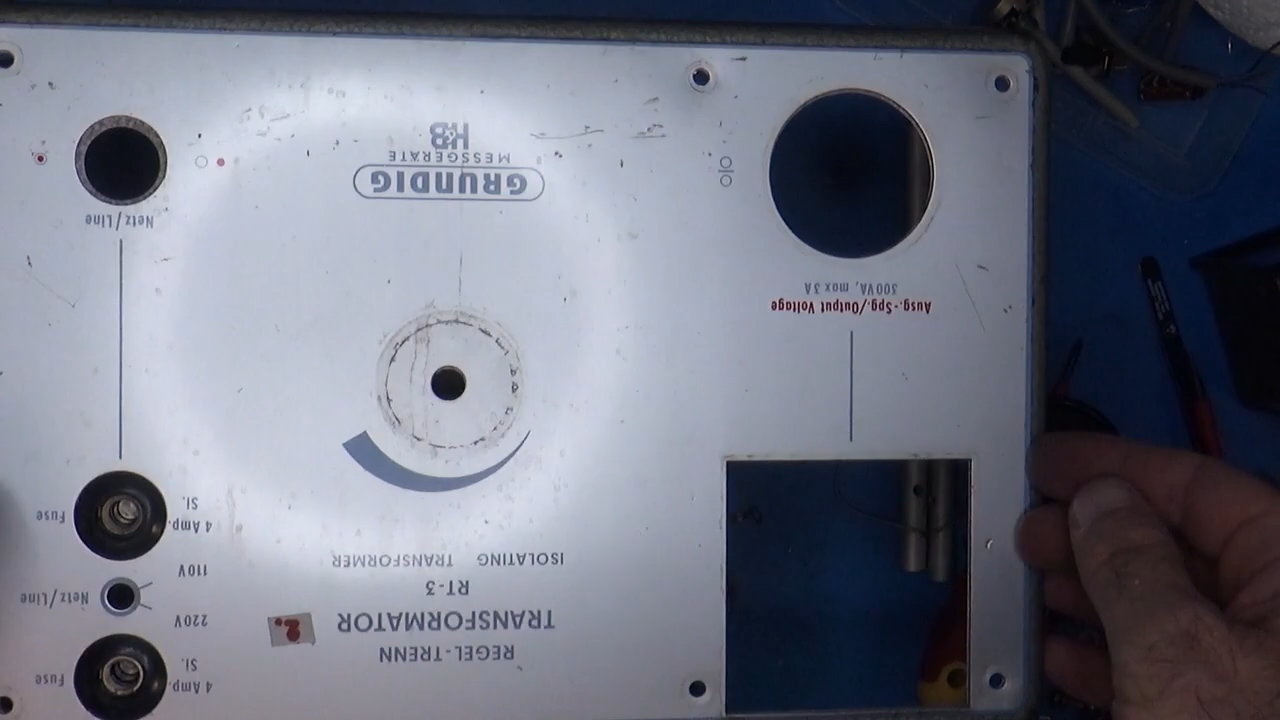 REGEL-TRENN
TRANSFORMATOR
RT-3
ISOLATING TRANSFORMER
4 Amp.
Sl.
Fuse
220V
Netz/Line
110V
4 Amp.
Sl.
Fuse
Ausg.-Spg./Output Voltage
300VA, max 3A
Netz/Line
GRUNDIG
MESSGERÄTE
H&B